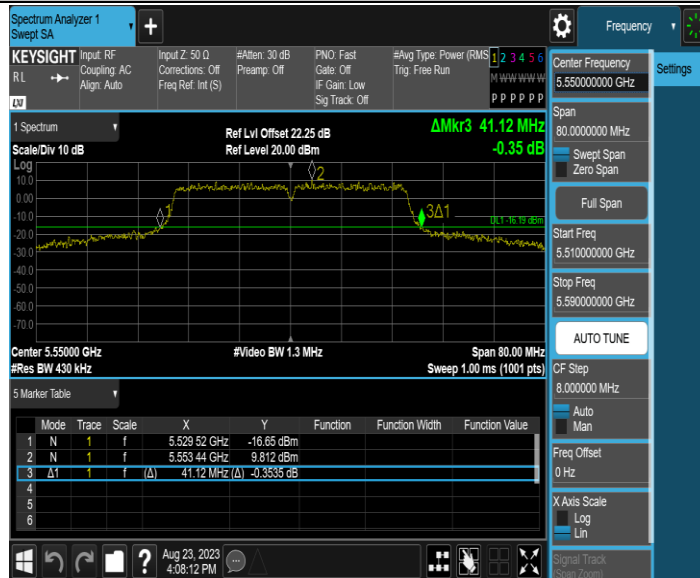 Spectrum Analyzer 1
Swept SA
Frequency
KEYSIGHT
RL
LXI
Input: RF
Coupling: AC
Align: Auto
Input Z: 50 Ω
Corrections: Off
Freq Ref: Int (S)
#Atten: 30 dB
Preamp: Off
PNO: Fast
Gate: Off
IF Gain: Low
Sig Track: Off
#Avg Type: Power (RMS
Trig: Free Run
1 2 3 4 5 6
M W W W W W
P P P P P P
1 Spectrum
Scale/Div 10 dB
Ref Lvl Offset 22.25 dB
Ref Level 20.00 dBm
ΔMkr3 41.12 MHz
-0.35 dB
Log
10.0
0.00
-10.0
-20.0
-30.0
-40.0
-50.0
-60.0
-70.0
1
2
3Δ1
DL1 -16.19 dBm
Center 5.55000 GHz
#Video BW 1.3 MHz
Span 80.00 MHz
#Res BW 430 kHz
Sweep 1.00 ms (1001 pts)
5 Marker Table
Mode Trace Scale X Y Function Function Width Function Value
1 N 1 f 5.529 52 GHz -16.65 dBm
2 N 1 f 5.553 44 GHz 9.812 dBm
3 Δ1 1 f (Δ) 41.12 MHz (Δ) -0.3535 dB
4
5
6
Aug 23, 2023
4:08:12 PM
Center Frequency
5.550000000 GHz
Settings
Span
80.0000000 MHz
Swept Span
Zero Span
Full Span
Start Freq
5.510000000 GHz
Stop Freq
5.590000000 GHz
AUTO TUNE
CF Step
8.000000 MHz
Auto
Man
Freq Offset
0 Hz
X Axis Scale
Log
Lin
Signal Track
(Span Zoom)